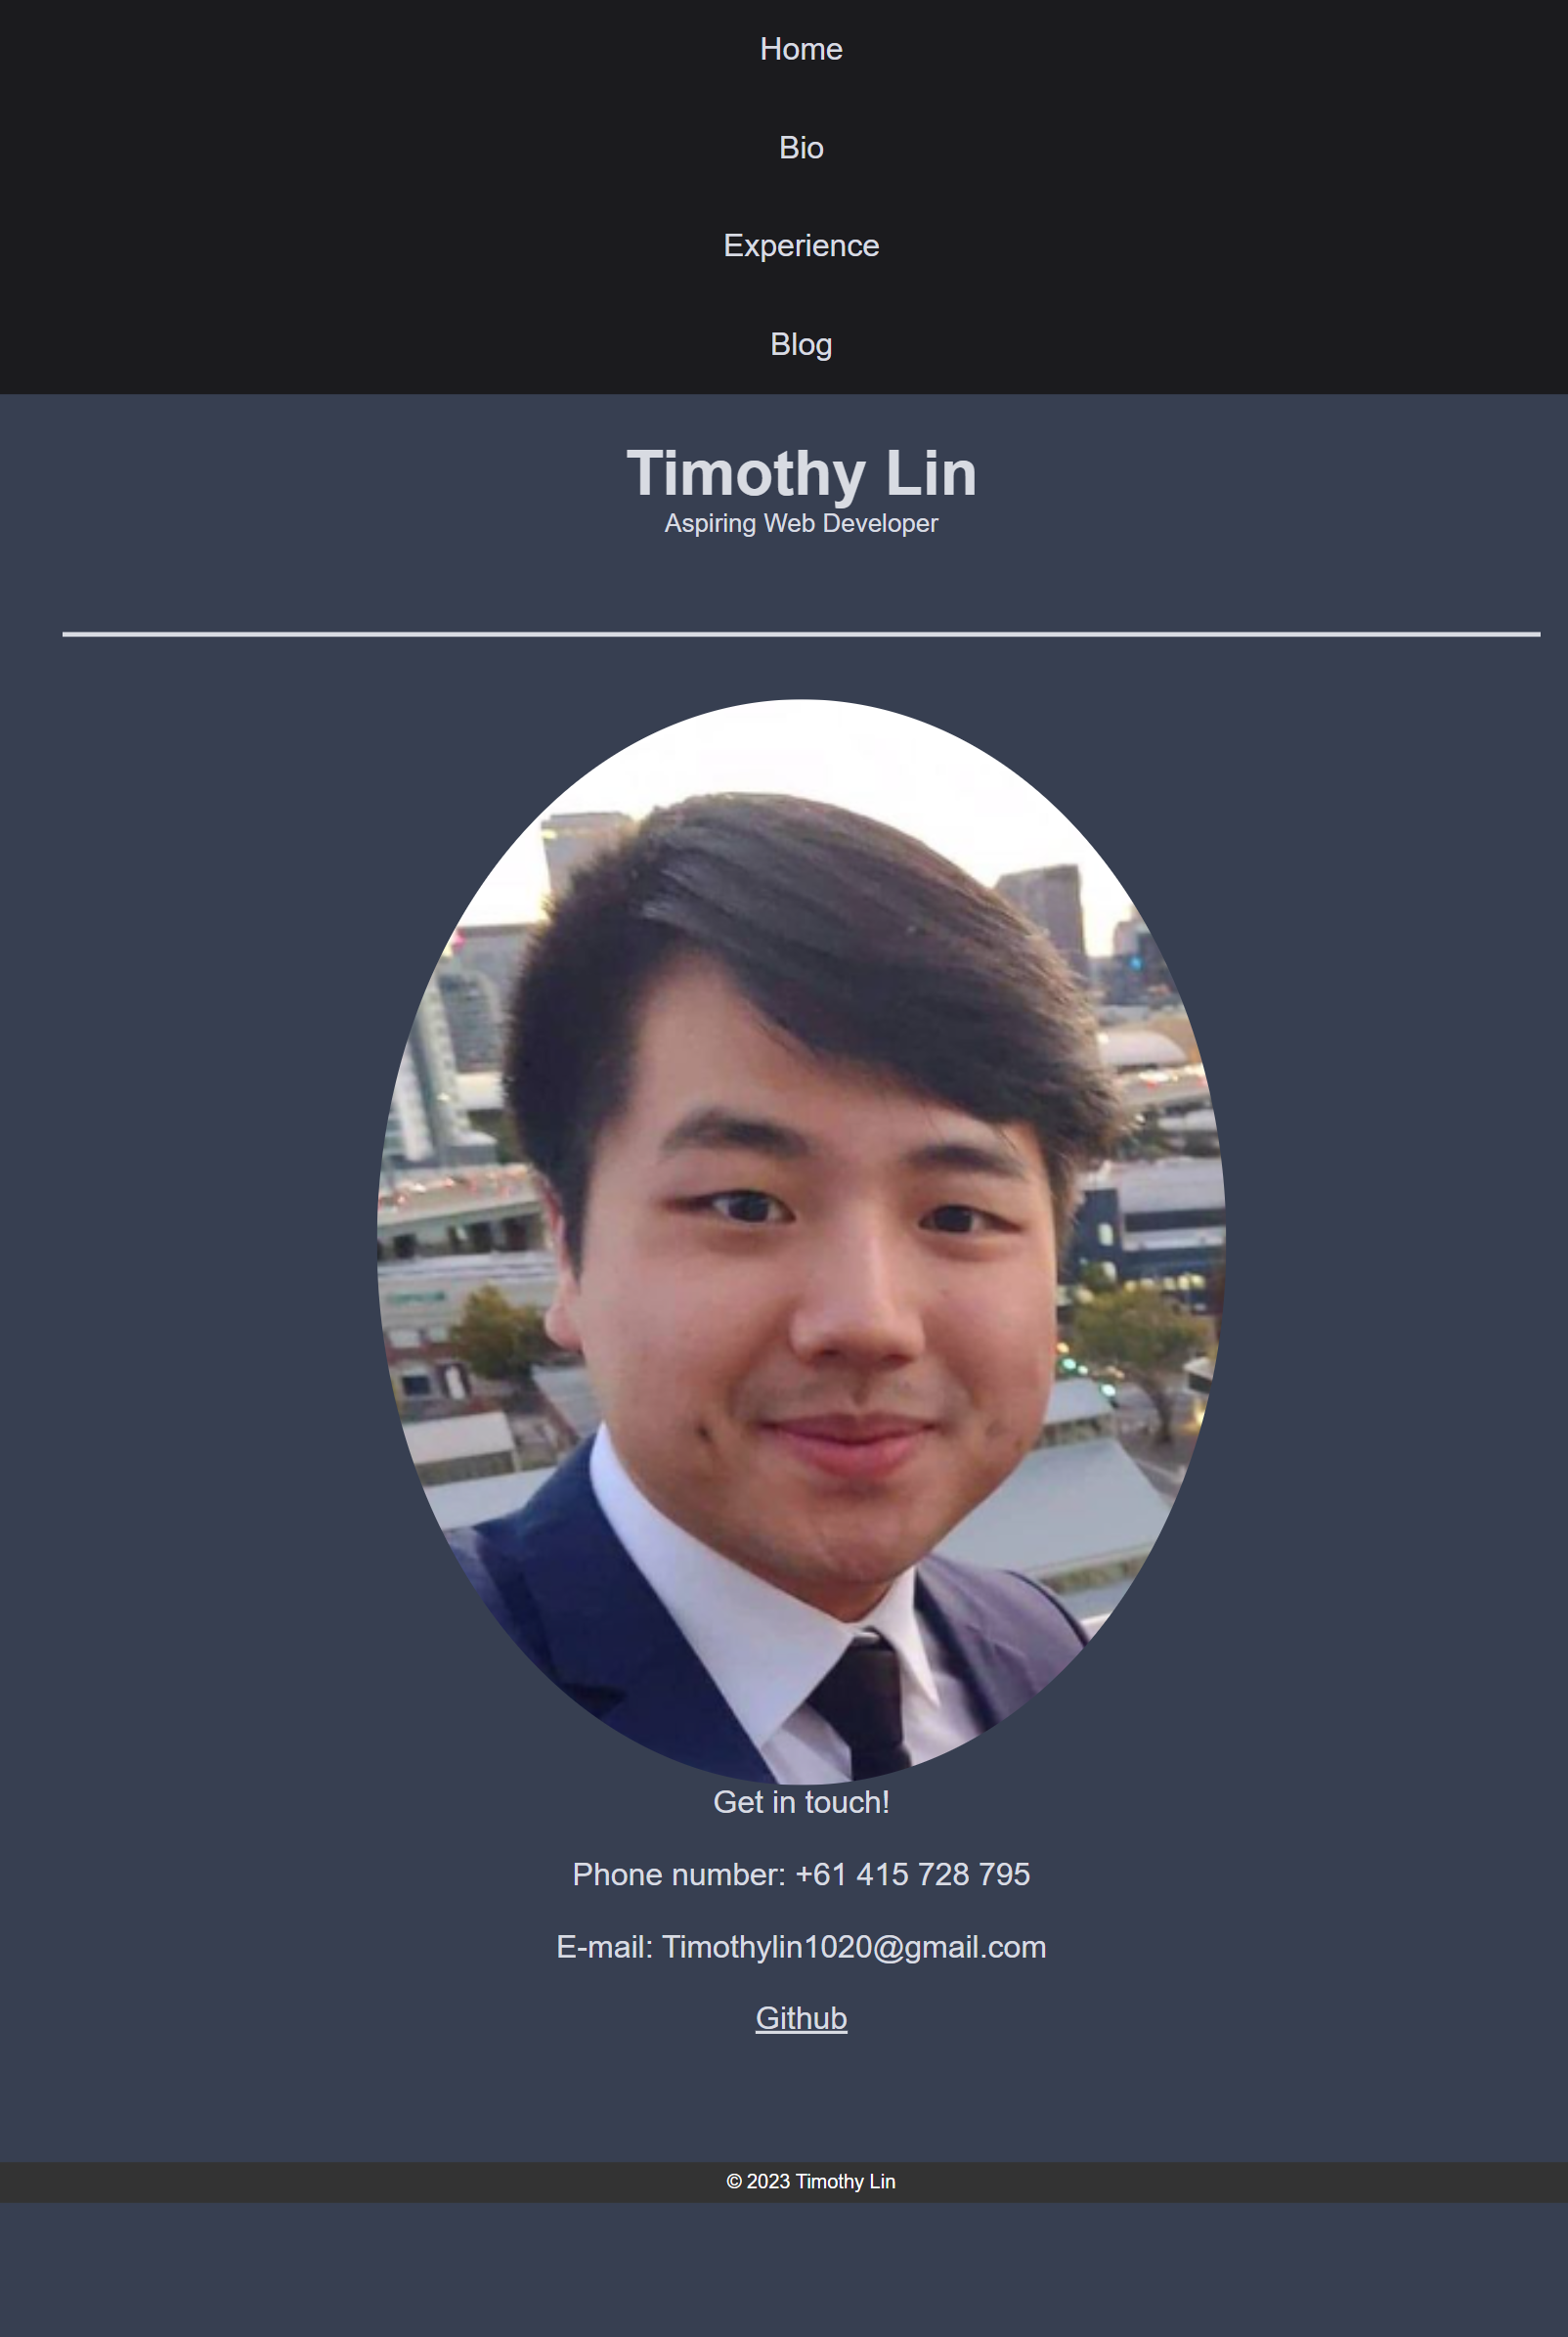 Home
Bio
Experience
Blog
Timothy Lin
Aspiring Web Developer
Get in touch!
Phone number: +61 415 728 795
E-mail: Timothylin1020@gmail.com
Github
© 2023 Timothy Lin